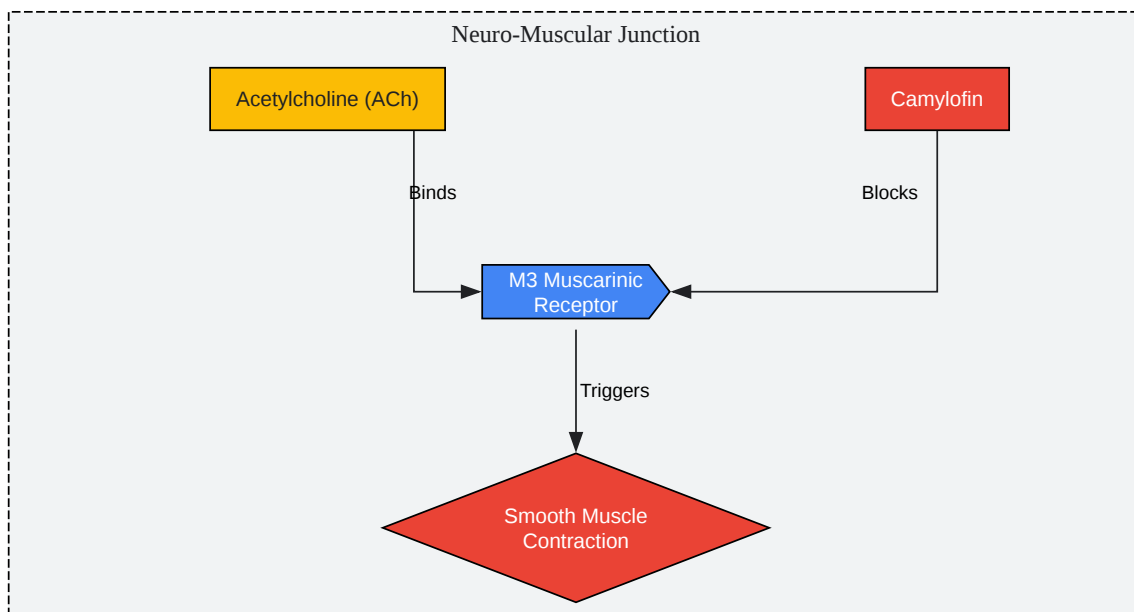 Neuro-Muscular Junction
Acetylcholine (ACh)
Camylofin
Binds
Blocks
M3 Muscarinic
Receptor
Triggers
Smooth Muscle
Contraction